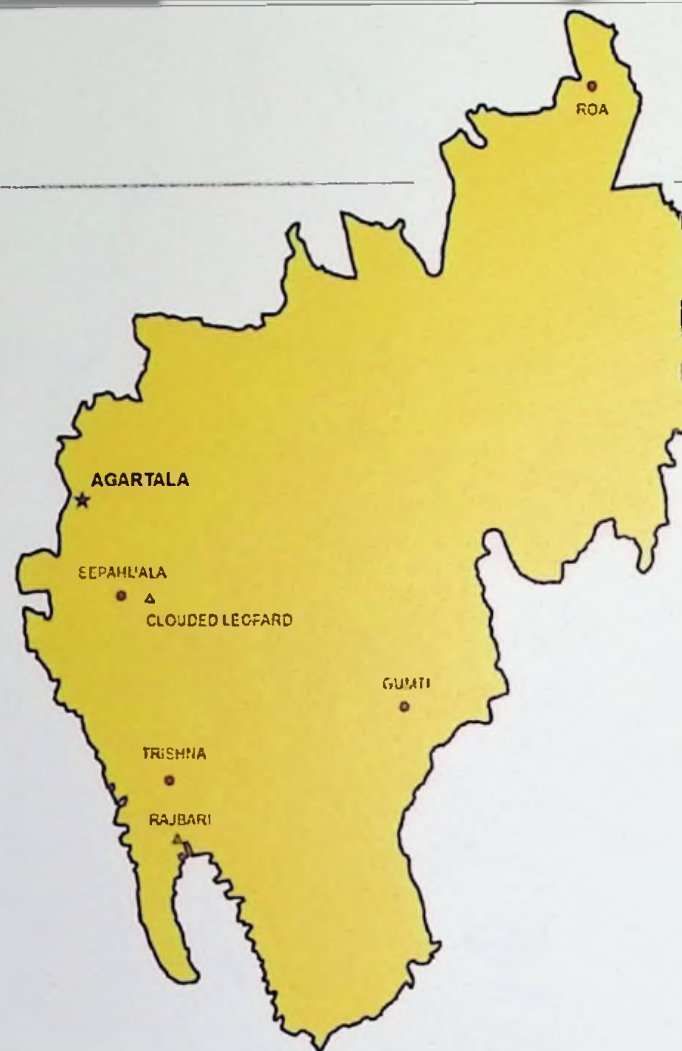 ROA
AGARTALA
SEPAHIJALA
CLOUDED LEOPARD
GUMTI
TRISHNA
RAJBARI